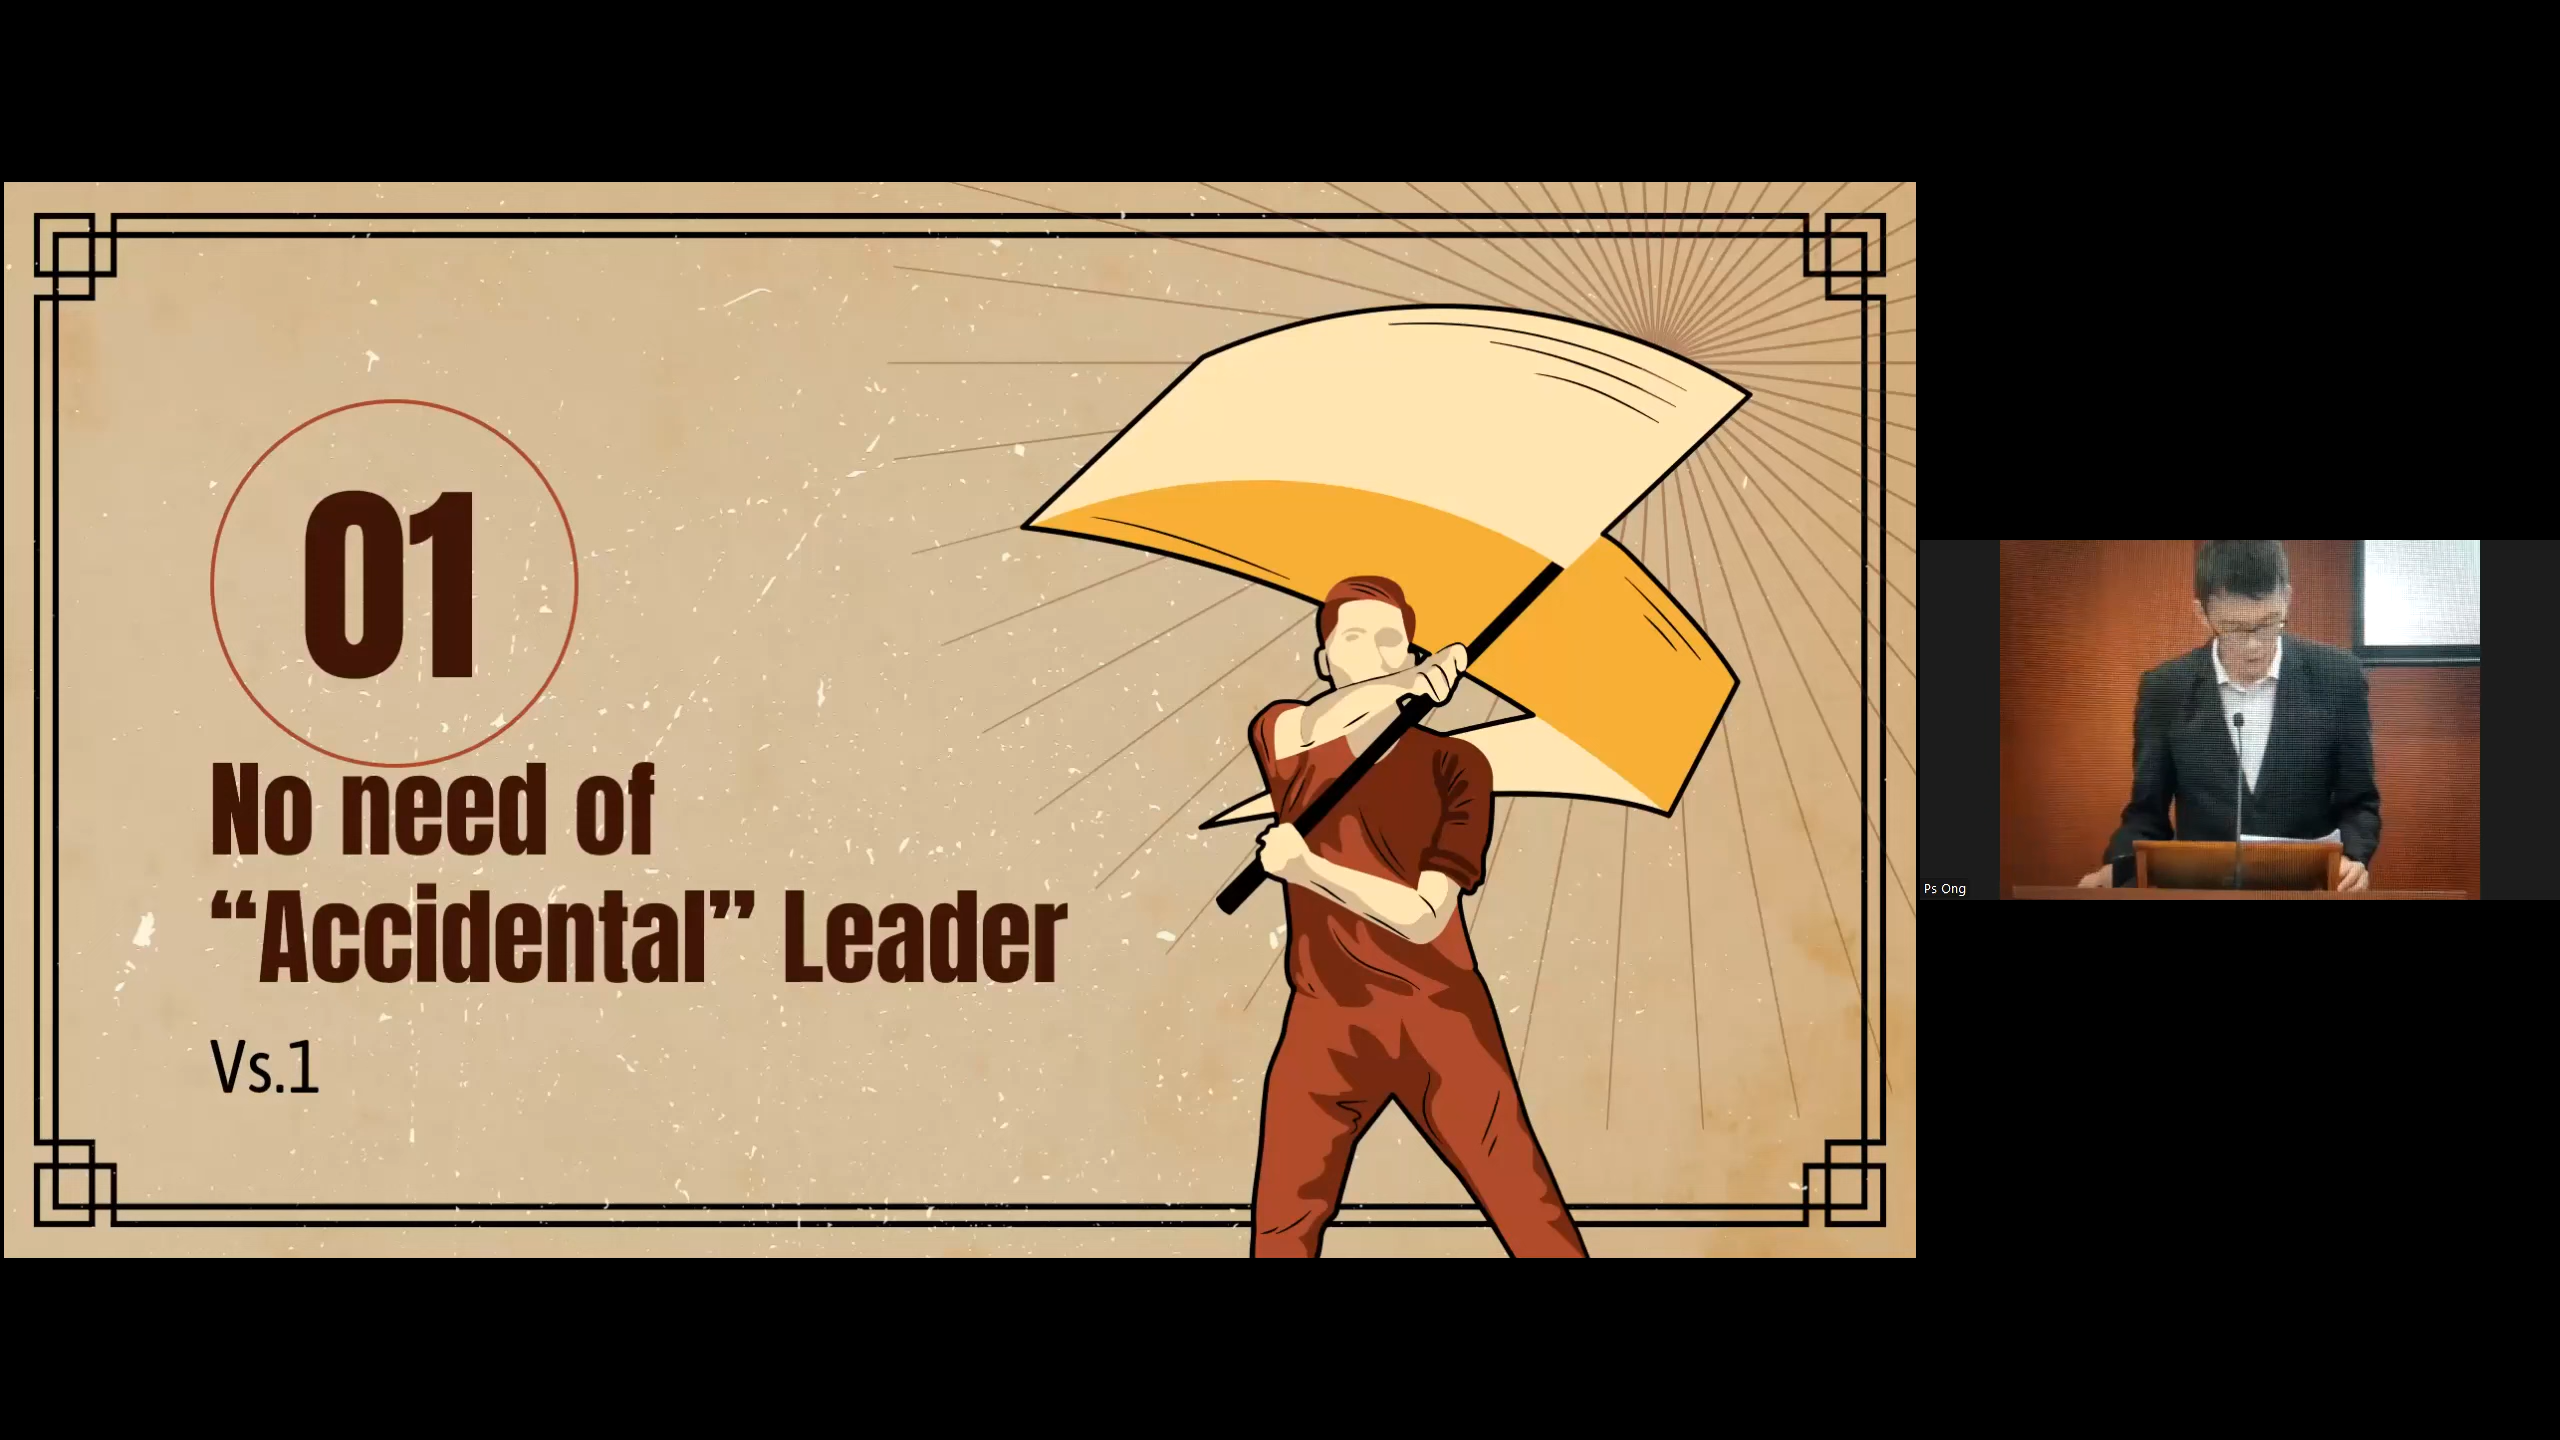 01
No need of
“Accidental” Leader
Vs.1
Ps Ong